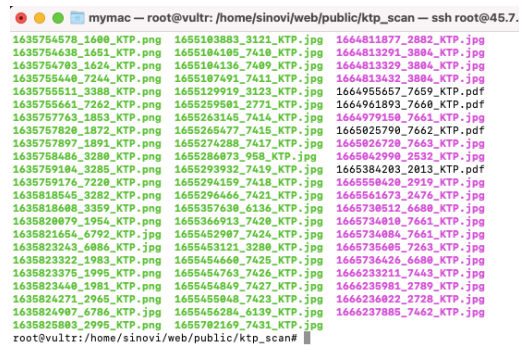 mymac — root@vultr: /home/sinovi/web/public/ktp_scan — ssh root@45.7.
1635754578_1600_KTP.png 1655103883_3121_KTP.jpg 1664811877_2882_KTP.jpg
1635754638_1651_KTP.png 1655104105_7410_KTP.jpg 1664813291_3804_KTP.jpg
1635754703_1624_KTP.png 1655104136_7409_KTP.jpg 1664813329_3804_KTP.jpg
1635755440_7244_KTP.png 1655107491_7411_KTP.jpg 1664813432_3804_KTP.jpg
1635755511_3388_KTP.png 1655129919_3123_KTP.jpg 1664955657_7659_KTP.pdf
1635755661_7262_KTP.png 1655259501_2771_KTP.jpg 1664961893_7660_KTP.pdf
1635757763_1853_KTP.png 1655263145_7414_KTP.jpg 1664979150_7661_KTP.jpg
1635757820_1872_KTP.png 1655265477_7415_KTP.jpg 1665025790_7662_KTP.pdf
1635757897_1891_KTP.png 1655274288_7417_KTP.jpg 1665026720_7663_KTP.jpg
1635758486_3280_KTP.png 1655286073_958_KTP.jpg 1665042990_2532_KTP.jpg
1635759104_3285_KTP.png 1655293932_7419_KTP.jpg 1665384203_2013_KTP.pdf
1635759176_7220_KTP.png 1655294159_7418_KTP.jpg 1665550420_2919_KTP.jpg
1635818545_3282_KTP.png 1655296466_7421_KTP.jpg 1665561673_2476_KTP.jpg
1635818608_3359_KTP.png 1655357630_6136_KTP.jpg 1665730512_6680_KTP.jpg
1635820079_1954_KTP.png 1655366913_7420_KTP.jpg 1665734010_7661_KTP.jpg
1635821654_6792_KTP.jpg 1655452907_7424_KTP.jpg 1665734084_7661_KTP.jpg
1635823243_6086_KTP.jpg 1655453121_3280_KTP.jpg 1665735605_7263_KTP.jpg
1635823322_1983_KTP.png 1655454660_7425_KTP.jpg 1665736426_6680_KTP.jpg
1635823375_1995_KTP.png 1655454763_7426_KTP.jpg 1666233211_7443_KTP.jpg
1635823440_1981_KTP.png 1655454849_7427_KTP.jpg 1666235981_2789_KTP.jpg
1635824271_2965_KTP.png 1655455048_7423_KTP.jpg 1666236022_2728_KTP.jpg
1635824907_6786_KTP.jpg 1655456284_6139_KTP.jpg 1666237885_7462_KTP.jpg
1635825803_2995_KTP.png 1655702169_7431_KTP.jpg
root@vultr:/home/sinovi/web/public/ktp_scan#